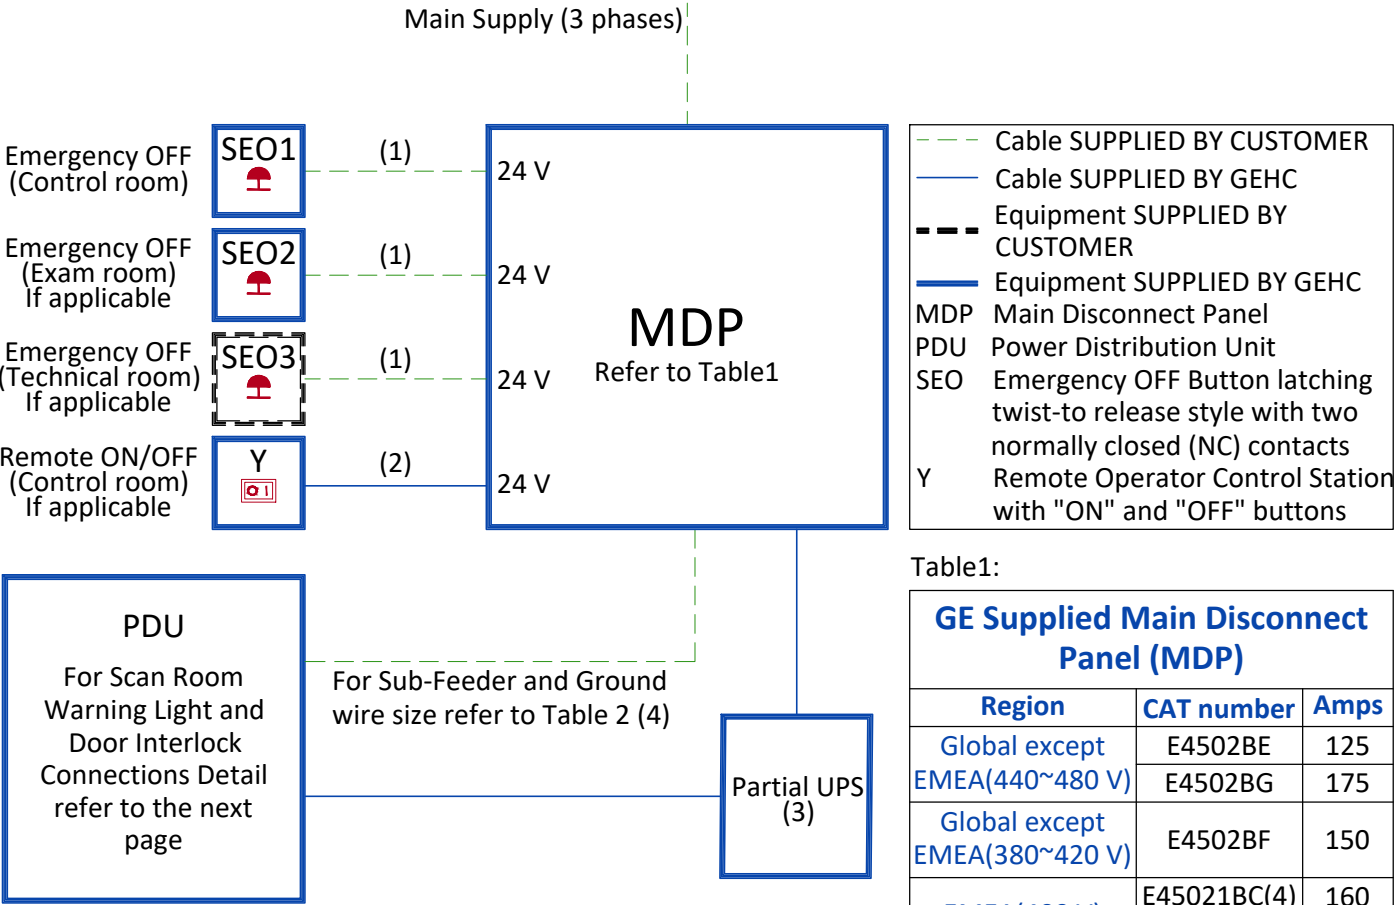 Main Supply (3 phases)
Emergency OFF
(Control room)
SEO1
(1)
24 V
Emergency OFF
(Exam room)
If applicable
SEO2
(1)
24 V
Emergency OFF
(Technical room)
If applicable
SEO3
(1)
24 V
Remote ON/OFF
(Control room)
If applicable
Y
(2)
24 V
MDP
Refer to Table1
PDU
For Scan Room
Warning Light and
Door Interlock
Connections Detail
refer to the next
page
For Sub-Feeder and Ground
wire size refer to Table 2 (4)
Partial UPS
(3)
Cable SUPPLIED BY CUSTOMER
Cable SUPPLIED BY GEHC
Equipment SUPPLIED BY
CUSTOMER
Equipment SUPPLIED BY GEHC
MDP Main Disconnect Panel
PDU Power Distribution Unit
SEO Emergency OFF Button latching
twist-to release style with two
normally closed (NC) contacts
Y Remote Operator Control Station
with "ON" and "OFF" buttons
Table1:
GE Supplied Main Disconnect
Panel (MDP)
Region CAT number Amps
Global except
EMEA(440~480 V)
E4502BE 125
E4502BG 175
Global except
EMEA(380~420 V)
E4502BF 150
E45021BC(4) 160